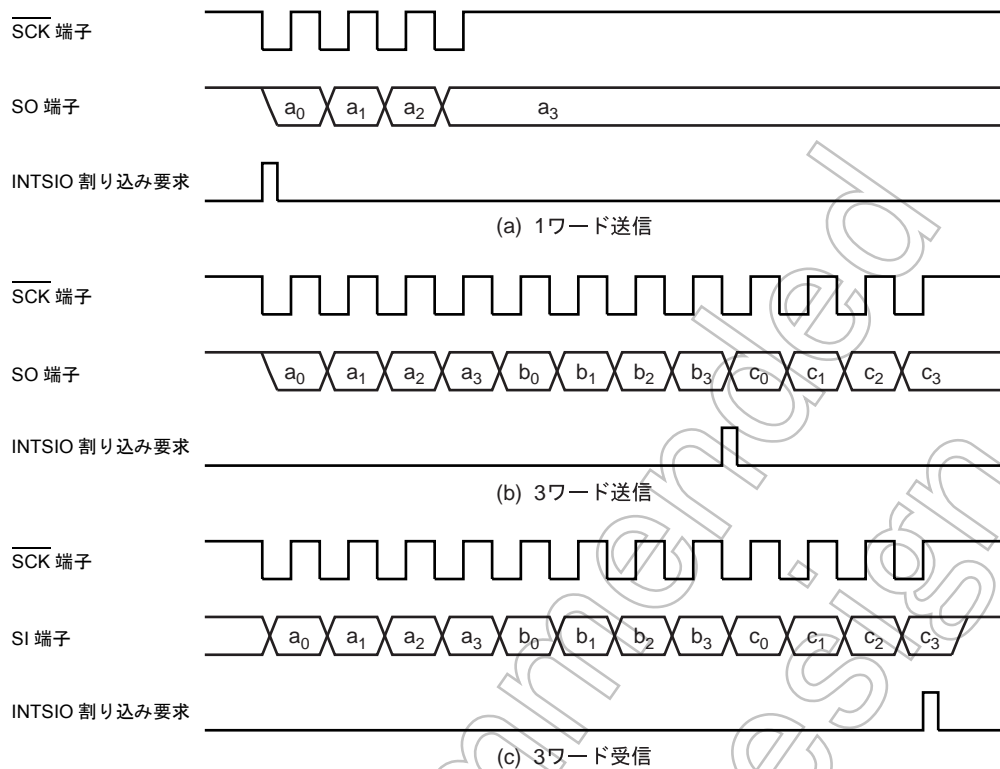 SCK 端子
SO 端子
a0 a1 a2 a3
INTSIO 割り込み要求
(a) 1ワード送信
SCK 端子
SO 端子
a0 a1 a2 a3 b0 b1 b2 b3 c0 c1 c2 c3
INTSIO 割り込み要求
(b) 3ワード送信
SCK 端子
SI 端子
a0 a1 a2 a3 b0 b1 b2 b3 c0 c1 c2 c3
INTSIO 割り込み要求
(c) 3ワード受信